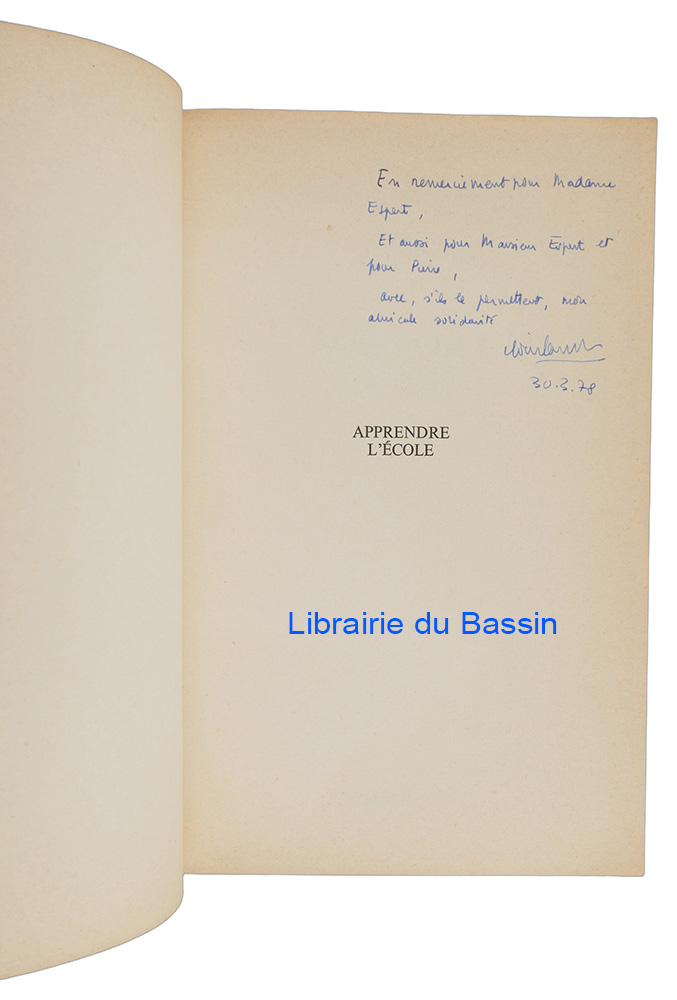 En remerciement pour Madame
Espert,
Et aussi pour Monsieur Espert et
pour Pierre,
avec, s'ils le permettent, mon
amicale solidarité
30.3.78
APPRENDRE
L'ÉCOLE
Librairie du Bassin